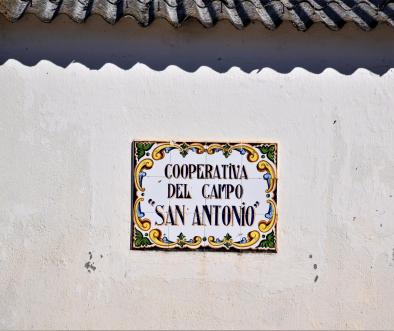 COOPERATIVA
DEL CAMPO
"SAN ANTONIO"